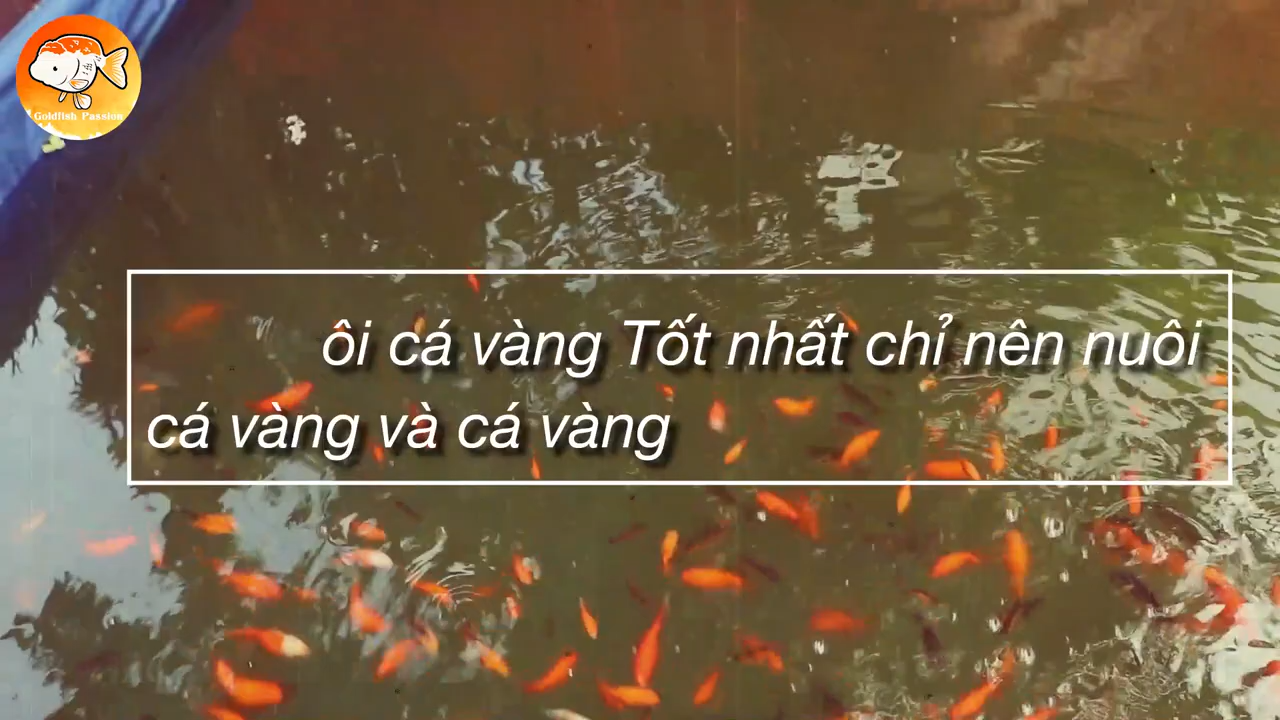 Goldfish Passion
ôi cá vàng Tốt nhất chỉ nên nuôi
cá vàng và cá vàng